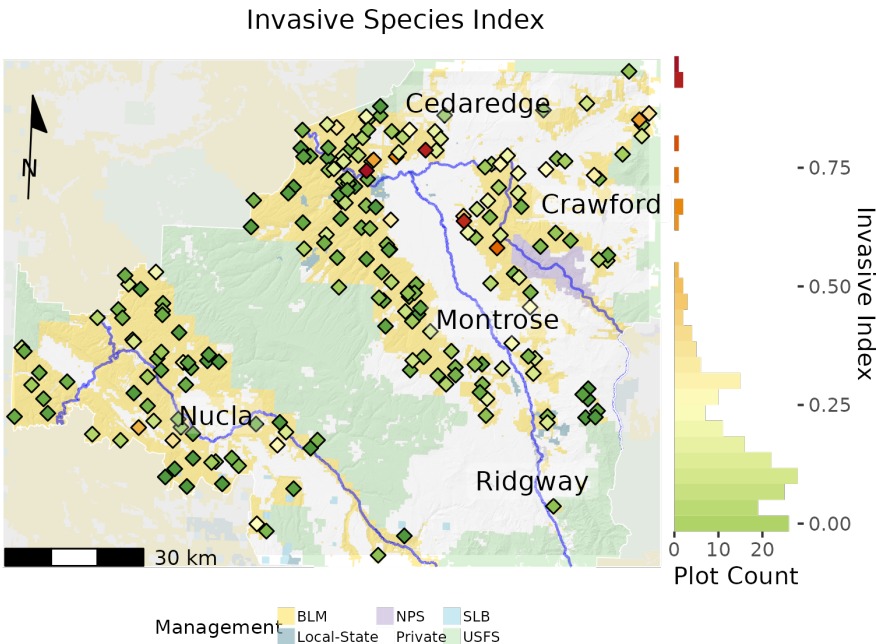 Invasive Species Index
N
Cedaredge
Crawford
Montrose
Nucla
Ridgway
30 km
0.75
0.50
0.25
0.00
Invasive Index
0 10 20
Plot Count
Management
BLM NPS SLB
Local-State Private USFS